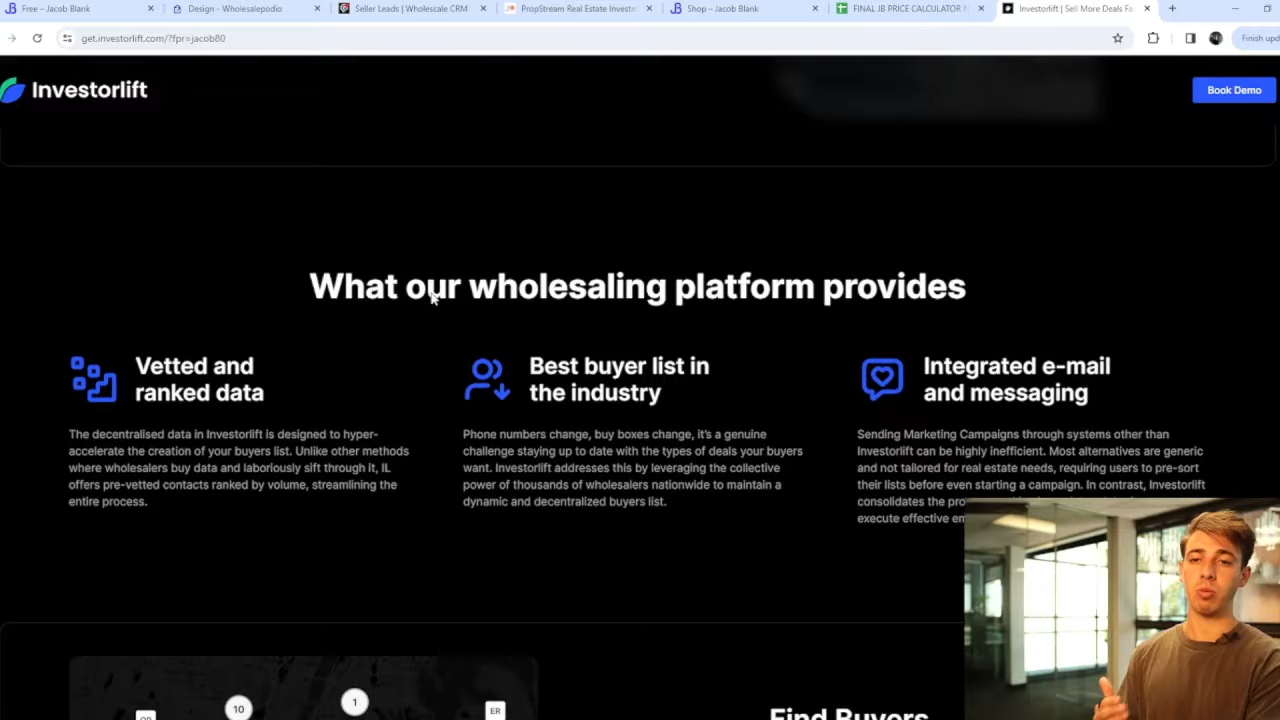 Free – Jacob Blank
Design - Wholesalepodio
Seller Leads | Wholescale CRM
PropStream Real Estate Investm
Shop – Jacob Blank
FINAL JB PRICE CALCULATOR
Investorlift | Sell More Deals Fa
get.investorlift.com/?fpr=jacob80
Finish upd
Investorlift
Book Demo
What our wholesaling platform provides
Vetted and
ranked data
The decentralised data in Investorlift is designed to hyper-
accelerate the creation of your buyers list. Unlike other methods
where wholesalers buy data and laboriously sift through it, IL
offers pre-vetted contacts ranked by volume, streamlining the
entire process.
Best buyer list in
the industry
Phone numbers change, buy boxes change, it's a genuine
challenge staying up to date with the types of deals your buyers
want. Investorlift addresses this by leveraging the collective
power of thousands of wholesalers nationwide to maintain a
dynamic and decentralized buyers list.
Integrated e-mail
and messaging
Sending Marketing Campaigns through systems other than
Investorlift can be highly inefficient. Most alternatives are generic
and not tailored for real estate needs, requiring users to pre-sort
their lists before even starting a campaign. In contrast, Investorlift
consolidates the pro
execute effective em
10
1
ER
Find Buyers